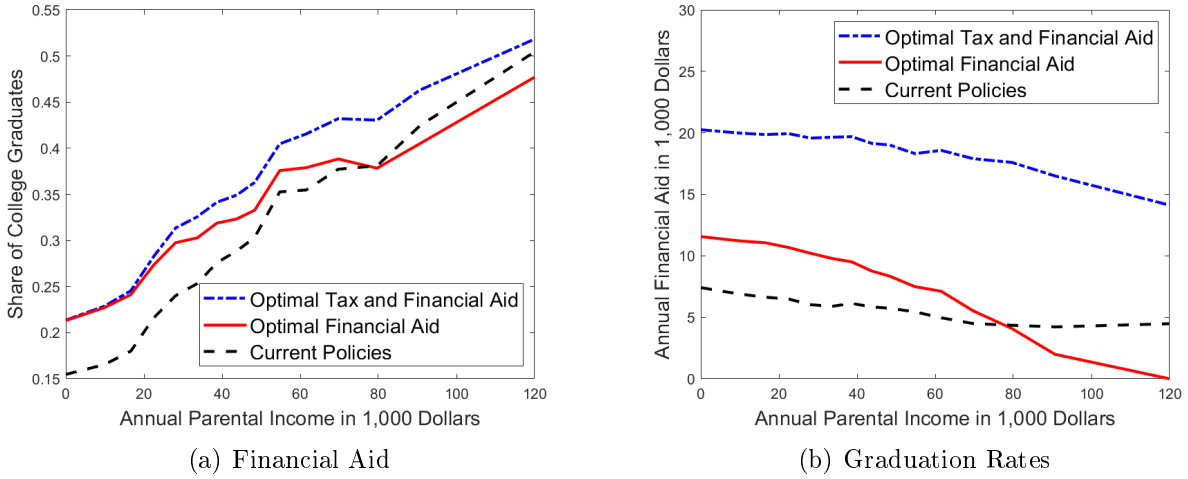 0.55
0.5
0.45
0.4
0.35
0.3
0.25
0.2
0.15
Share of College Graduates
Optimal Tax and Financial Aid
Optimal Financial Aid
Current Policies
0 20 40 60 80 100 120
Annual Parental Income in 1,000 Dollars
(a) Financial Aid
30
25
20
15
10
5
0
Annual Financial Aid in 1,000 Dollars
Optimal Tax and Financial Aid
Optimal Financial Aid
Current Policies
0 20 40 60 80 100 120
Annual Parental Income in 1,000 Dollars
(b) Graduation Rates